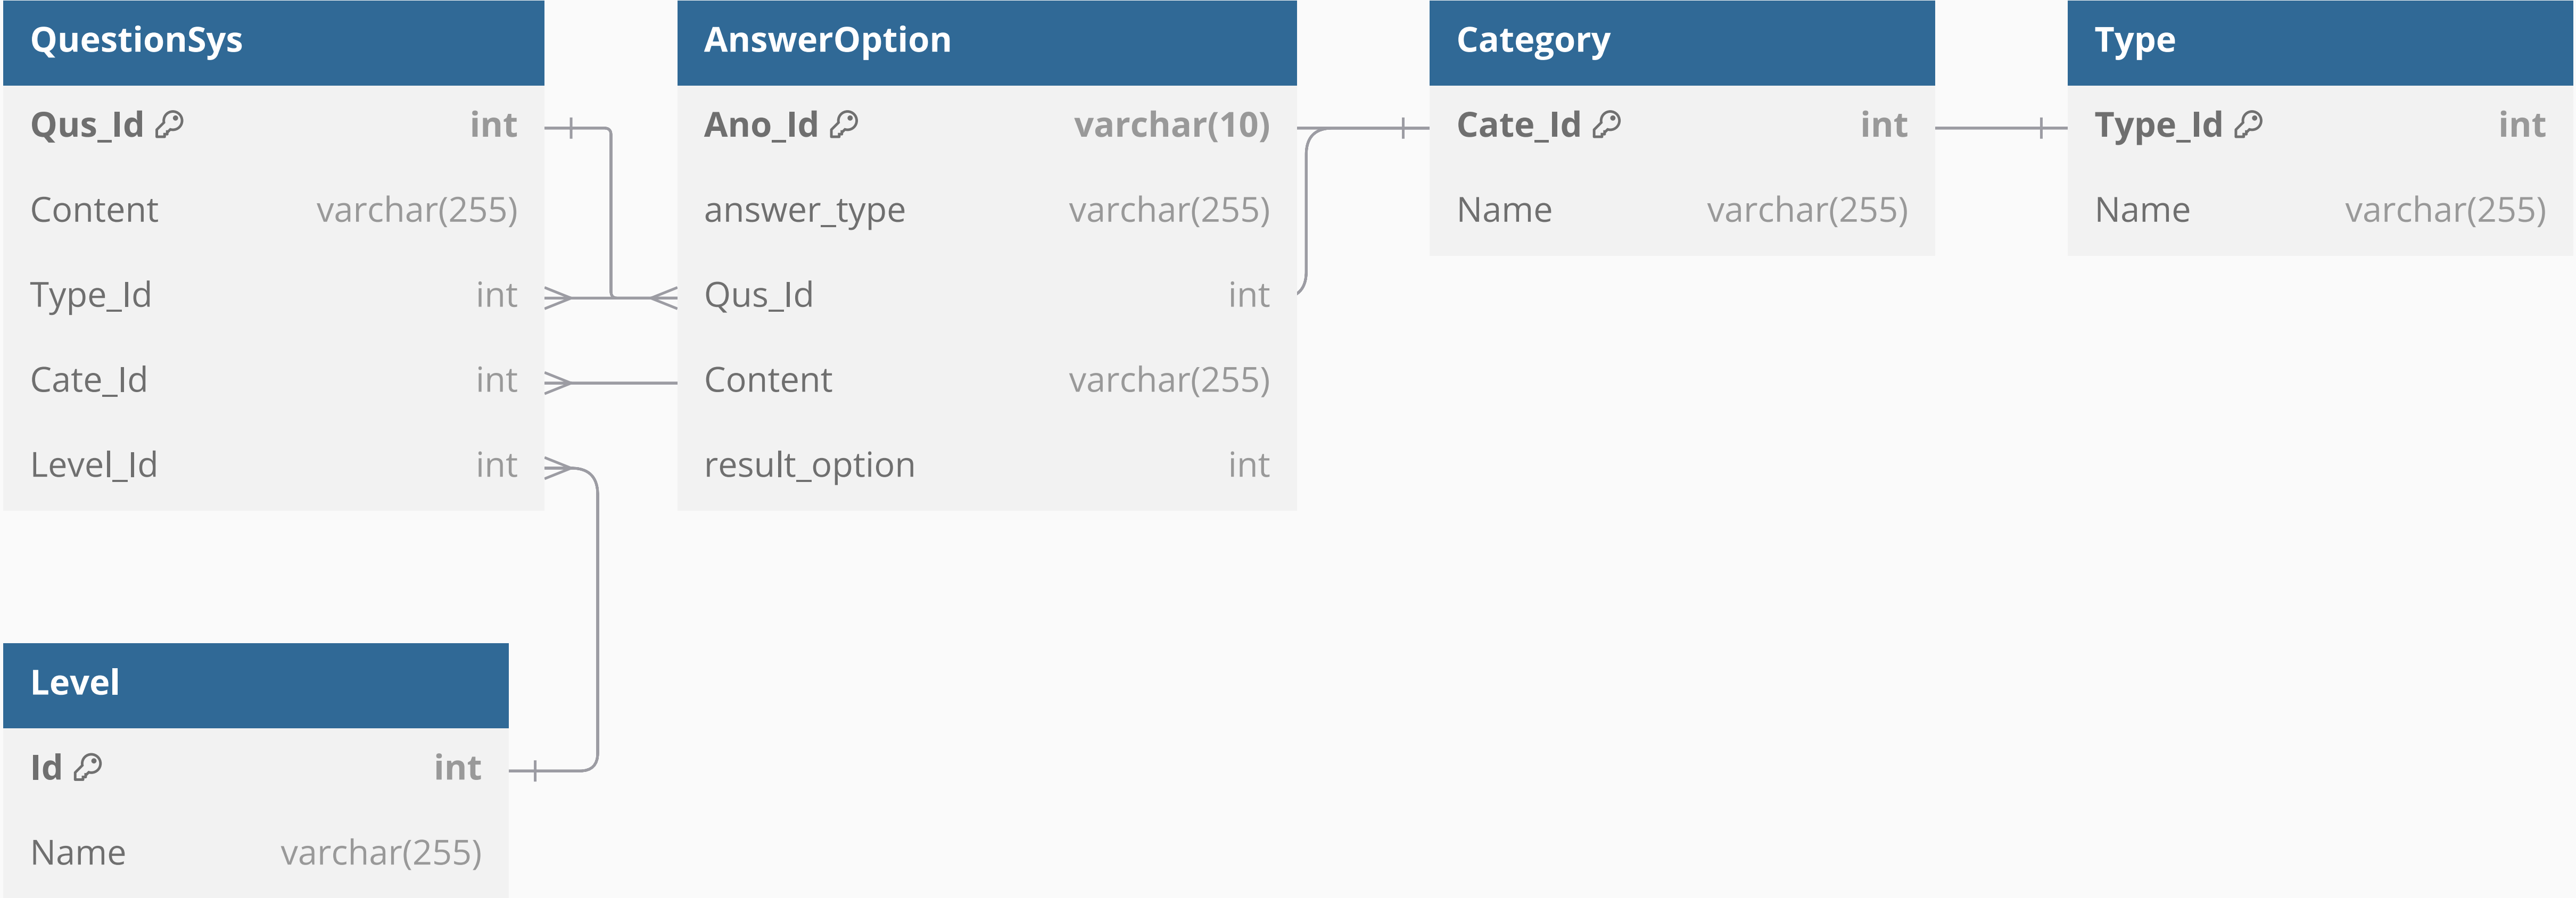 QuestionSys
Qus_Id int
Content varchar(255)
Type_Id int
Cate_Id int
Level_Id int
AnswerOption
Ano_Id varchar(10)
answer_type varchar(255)
Qus_Id int
Content varchar(255)
result_option int
Category
Cate_Id int
Name varchar(255)
Type
Type_Id int
Name varchar(255)
Level
Id int
Name varchar(255)